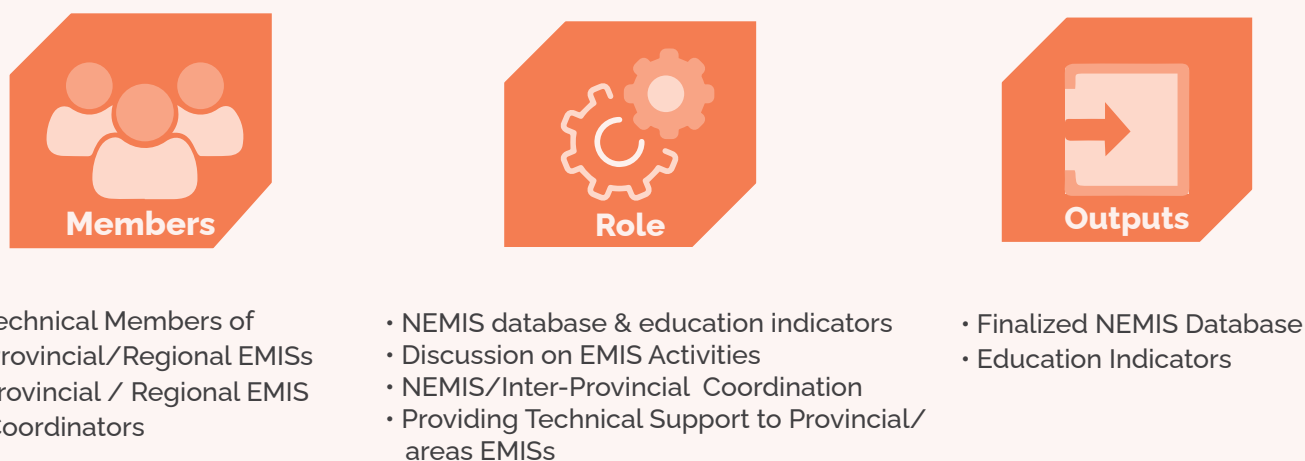 Members
echnical Members of
rovincial/Regional EMISs
rovincial / Regional EMIS
oordinators
Role
• NEMIS database & education indicators
• Discussion on EMIS Activities
• NEMIS/Inter-Provincial Coordination
• Providing Technical Support to Provincial/
areas EMISs
Outputs
• Finalized NEMIS Database
• Education Indicators